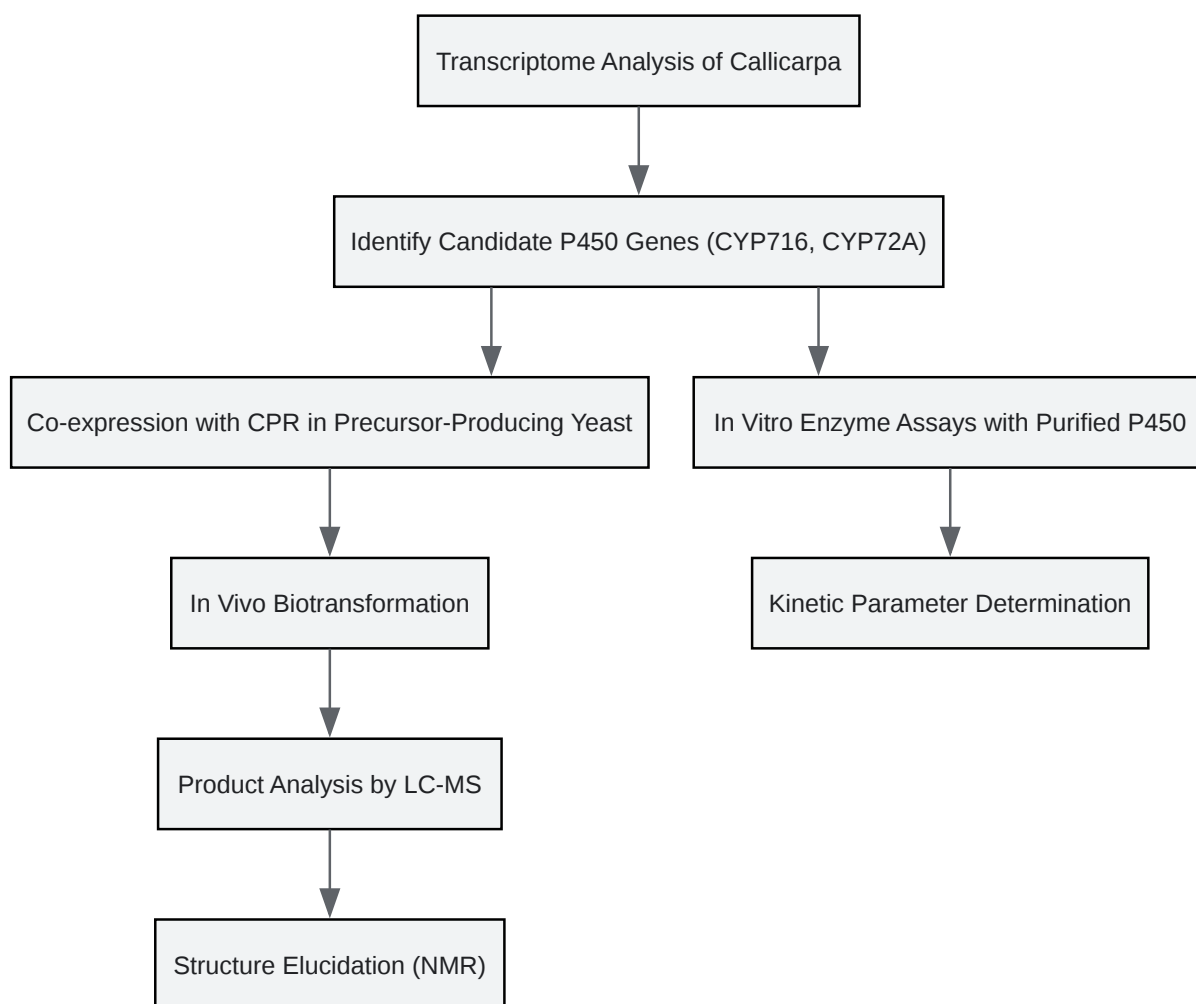 Transcriptome Analysis of Callicarpa
Identify Candidate P450 Genes (CYP716, CYP72A)
Co-expression with CPR in Precursor-Producing Yeast
In Vitro Enzyme Assays with Purified P450
In Vivo Biotransformation
Kinetic Parameter Determination
Product Analysis by LC-MS
Structure Elucidation (NMR)